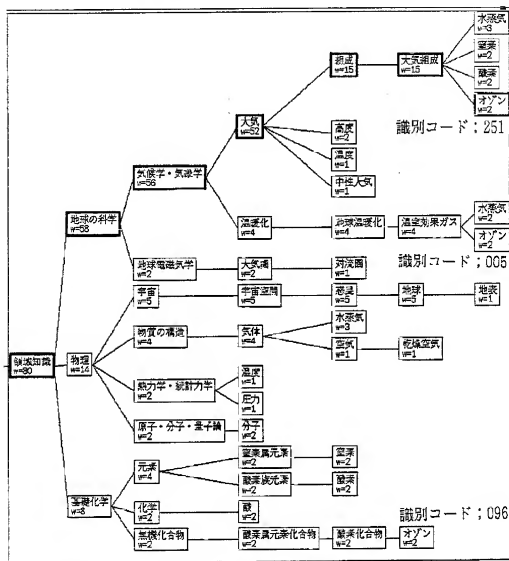 水蒸気
w=3
窒素
w=2
組成
w=15
大気組成
w=15
酸素
w=2
オゾン
w=2
識別コード；251
大気
w=52
高度
w=2
温度
w=1
中性大気
w=1
気候学・気象学
w=56
温暖化
w=4
地球温暖化
w=4
温室効果ガス
w=4
水蒸気
w=2
オゾン
w=2
識別コード；005
地球の科学
w=58
地球電磁気学
w=2
大気圏
w=2
対流圏
w=1
宇宙
w=5
宇宙空間
w=5
惑星
w=5
地球
w=5
地表
w=1
物質の構造
w=4
気体
w=4
水蒸気
w=3
空気
w=1
乾燥空気
w=1
領域知識
w=80
物理
w=14
熱力学・統計力学
w=2
温度
w=1
圧力
w=1
原子・分子・量子論
w=2
分子
w=2
元素
w=4
窒素属元素
w=2
窒素
w=2
酸素族元素
w=2
酸素
w=2
基礎化学
w=8
化学
w=2
酸
w=2
識別コード；096
無機化合物
w=2
酸素属元素化合物
w=2
酸素化合物
w=2
オゾン
w=2